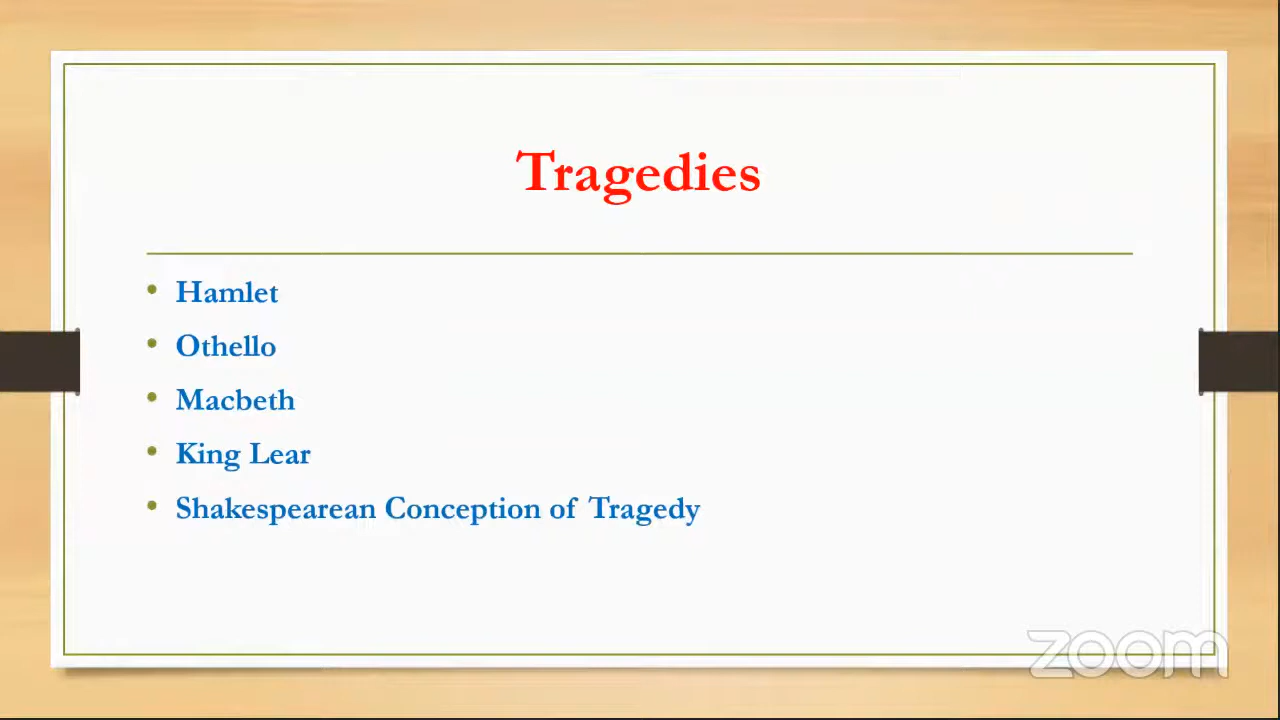 Tragedies
• Hamlet
• Othello
• Macbeth
• King Lear
• Shakespearean Conception of Tragedy
zoom